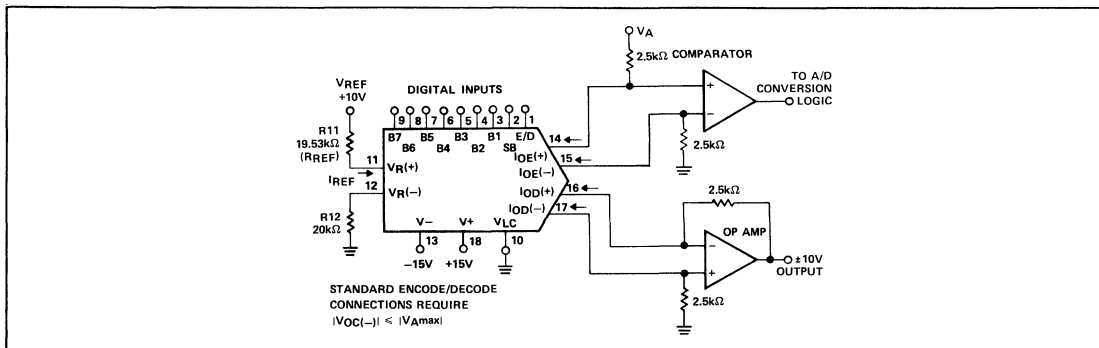 VA
2.5kΩ COMPARATOR
TO A/D
CONVERSION
LOGIC
+
−
2.5kΩ
VREF
+10V
DIGITAL INPUTS
R11
19.53kΩ
(RREF)
9 8 7 6 5 4 3 2 1
B7 B5 B3 B1 E/D
B6 B4 B2 SB
14
IOE(+)
15
IOE(−)
16
IOD(+)
17
IOD(−)
11
VR(+)
IREF
12
VR(−)
R12
20kΩ
V− V+ VLC
13 18 10
−15V +15V
2.5kΩ
OP AMP
−
+
±10V
OUTPUT
2.5kΩ
STANDARD ENCODE/DECODE
CONNECTIONS REQUIRE
|VOC(−)| ≤ |VAmax|